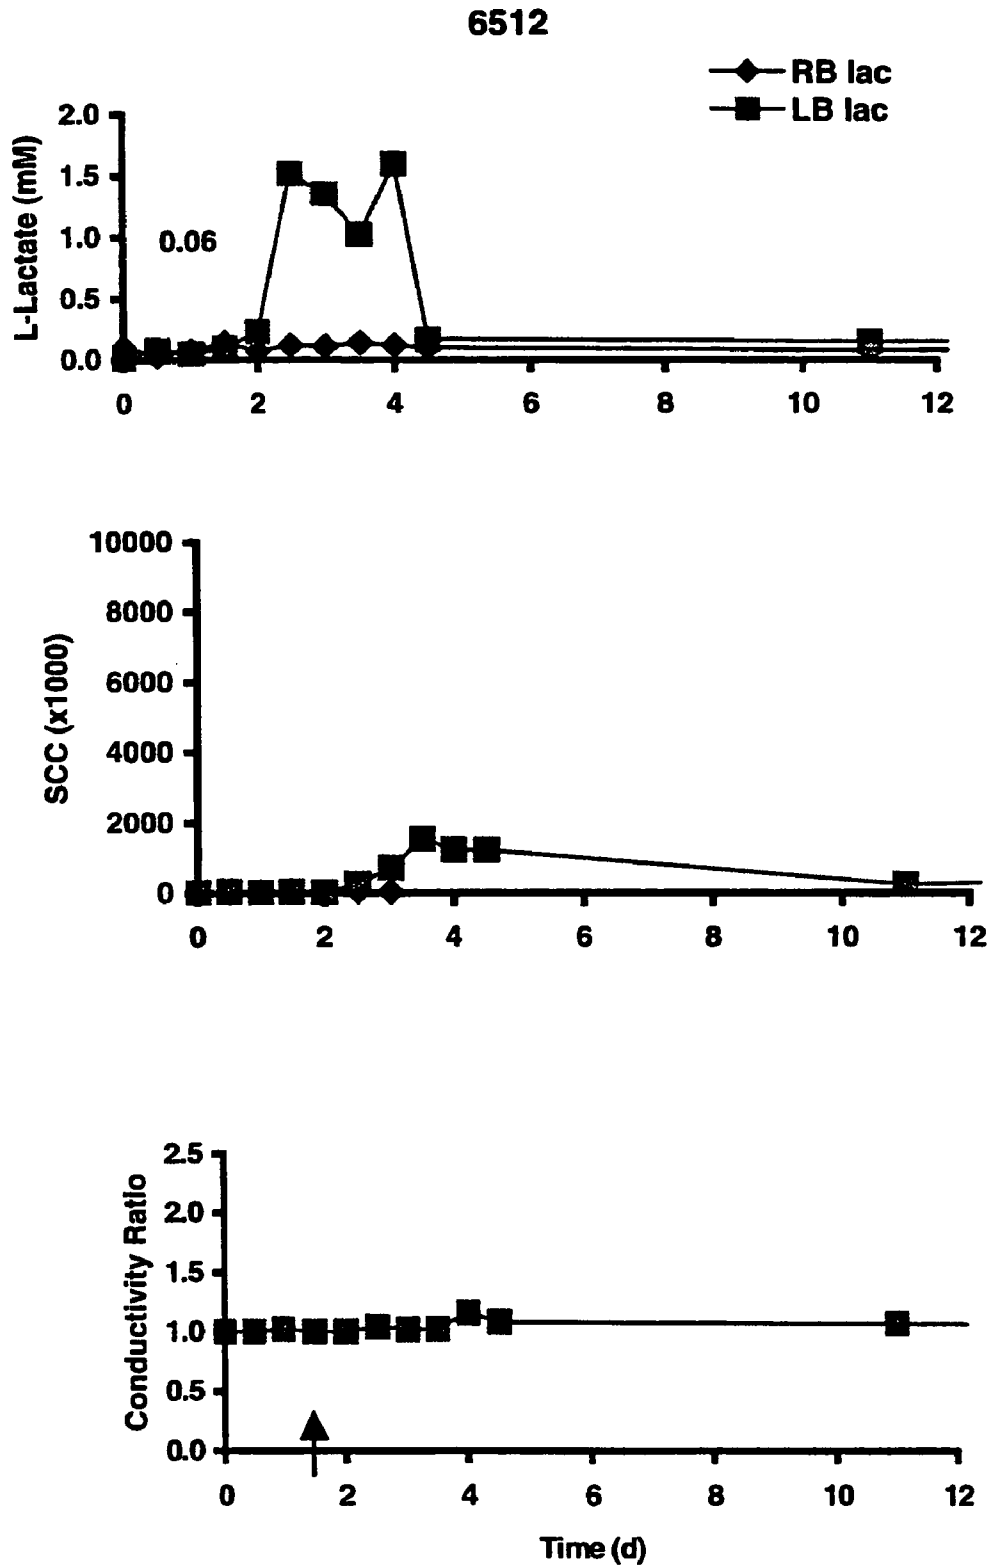 6512
RB lac
LB lac
L-Lactate (mM)
2.0
1.5
1.0
0.5
0.0
0.06
0 2 4 6 8 10 12
SCC (x1000)
10000
8000
6000
4000
2000
0
0 2 4 6 8 10 12
Conductivity Ratio
2.5
2.0
1.5
1.0
0.5
0.0
0 2 4 6 8 10 12
Time (d)